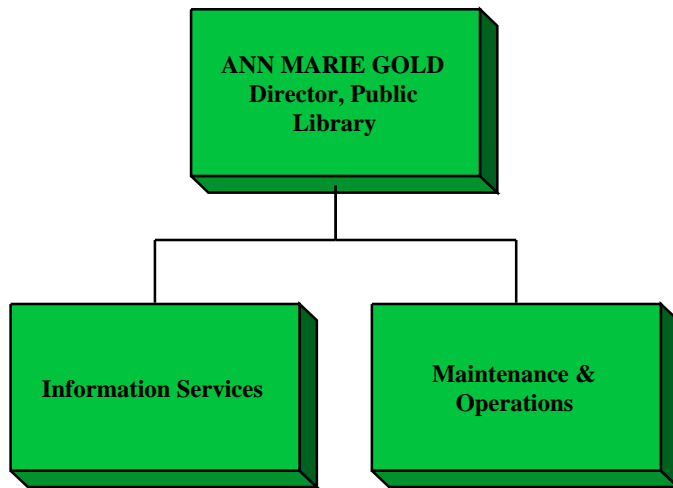 ANN MARIE GOLD
Director, Public
Library
Information Services
Maintenance &
Operations